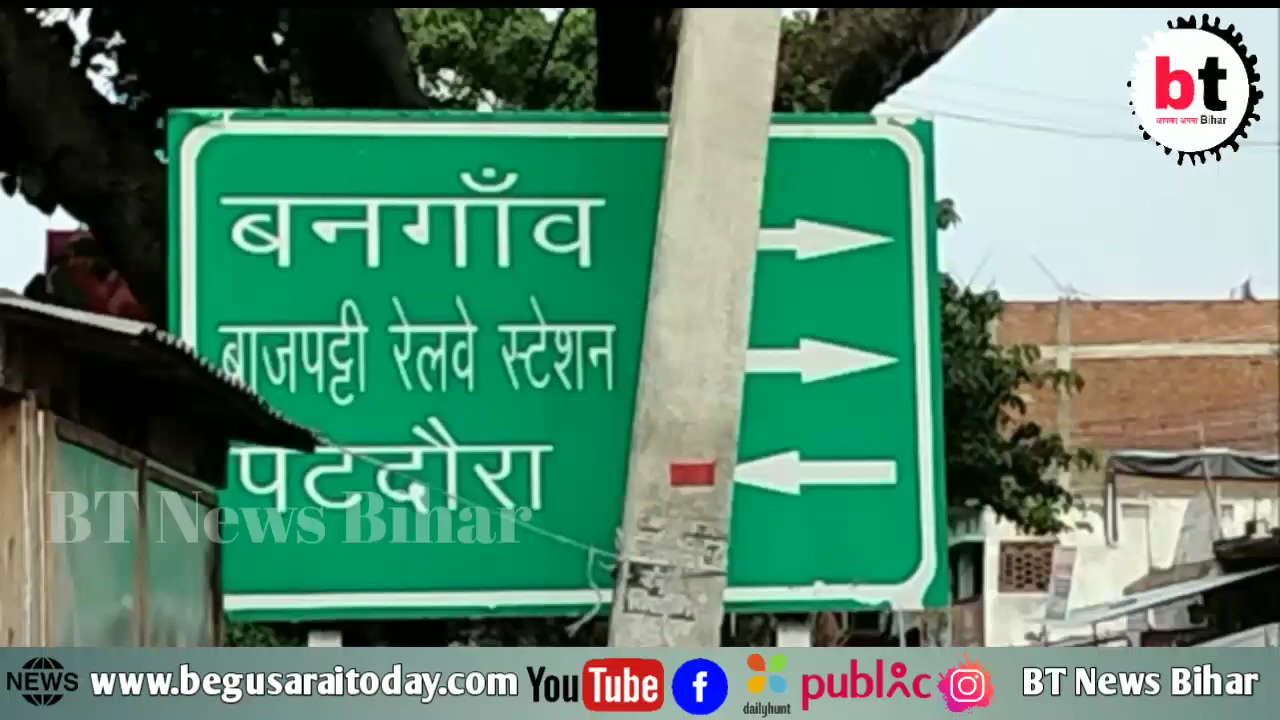 bt
आपका अपना Bihar
बनगाँव
बाजपट्टी रेलवे स्टेशन
पटदौरा
BT News Bihar
NEWS www.begusaraitoday.com YouTube f dailyhunt public BT News Bihar